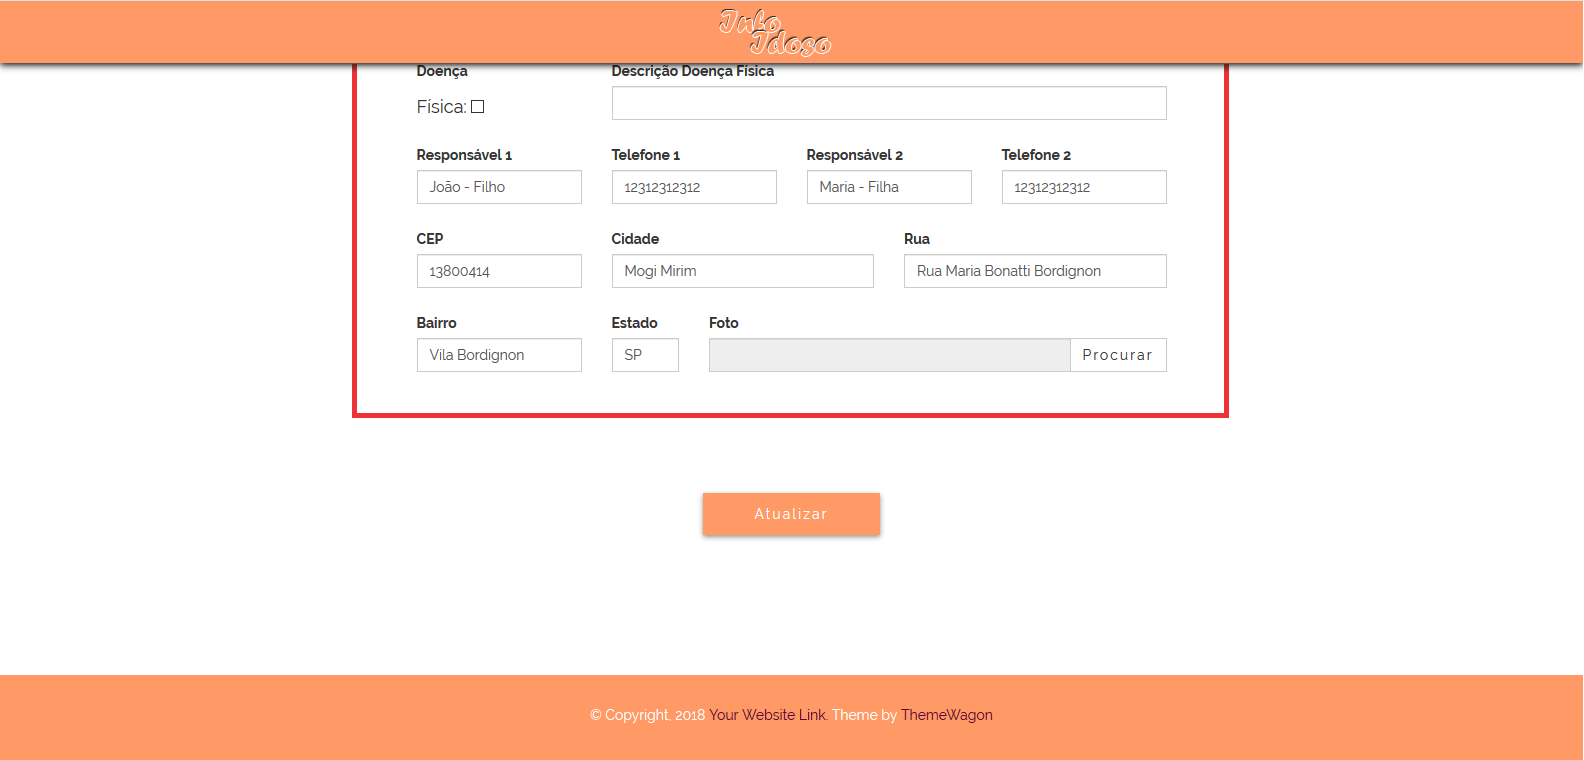 Info
Idoso
Doença
Descrição Doença Física
Física:
Responsável 1
Telefone 1
Responsável 2
Telefone 2
João - Filho
12312312312
Maria - Filha
12312312312
CEP
Cidade
Rua
13800414
Mogi Mirim
Rua Maria Bonatti Bordignon
Bairro
Estado
Foto
Vila Bordignon
SP
Procurar
Atualizar
© Copyright, 2018 Your Website Link. Theme by ThemeWagon